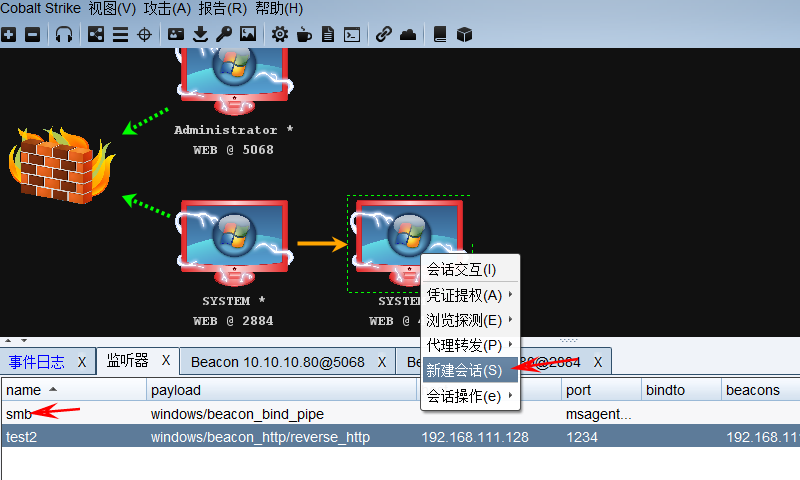 Cobalt Strike 视图(V) 攻击(A) 报告(R) 帮助(H)
Administrator *
WEB @ 5068
SYSTEM *
WEB @ 2884
SYSTEM
WEB @
会话交互(I)
凭证提权(A)
浏览探测(E)
代理转发(P)
新建会话(S)
会话操作(e)
事件日志 X
监听器 X
Beacon 10.10.10.80@5068 X
@2884 X
name payload port bindto beacons
smb windows/beacon_bind_pipe msagent...
test2 windows/beacon_http/reverse_http 192.168.111.128 1234 192.168.11